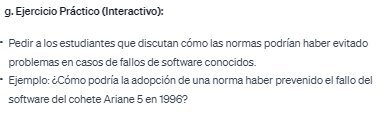 g. Ejercicio Práctico (Interactivo):
- Pedir a los estudiantes que discutan cómo las normas podrían haber evitado
problemas en casos de fallos de software conocidos.
- Ejemplo: ¿Cómo podría la adopción de una norma haber prevenido el fallo del
software del cohete Ariane 5 en 1996?